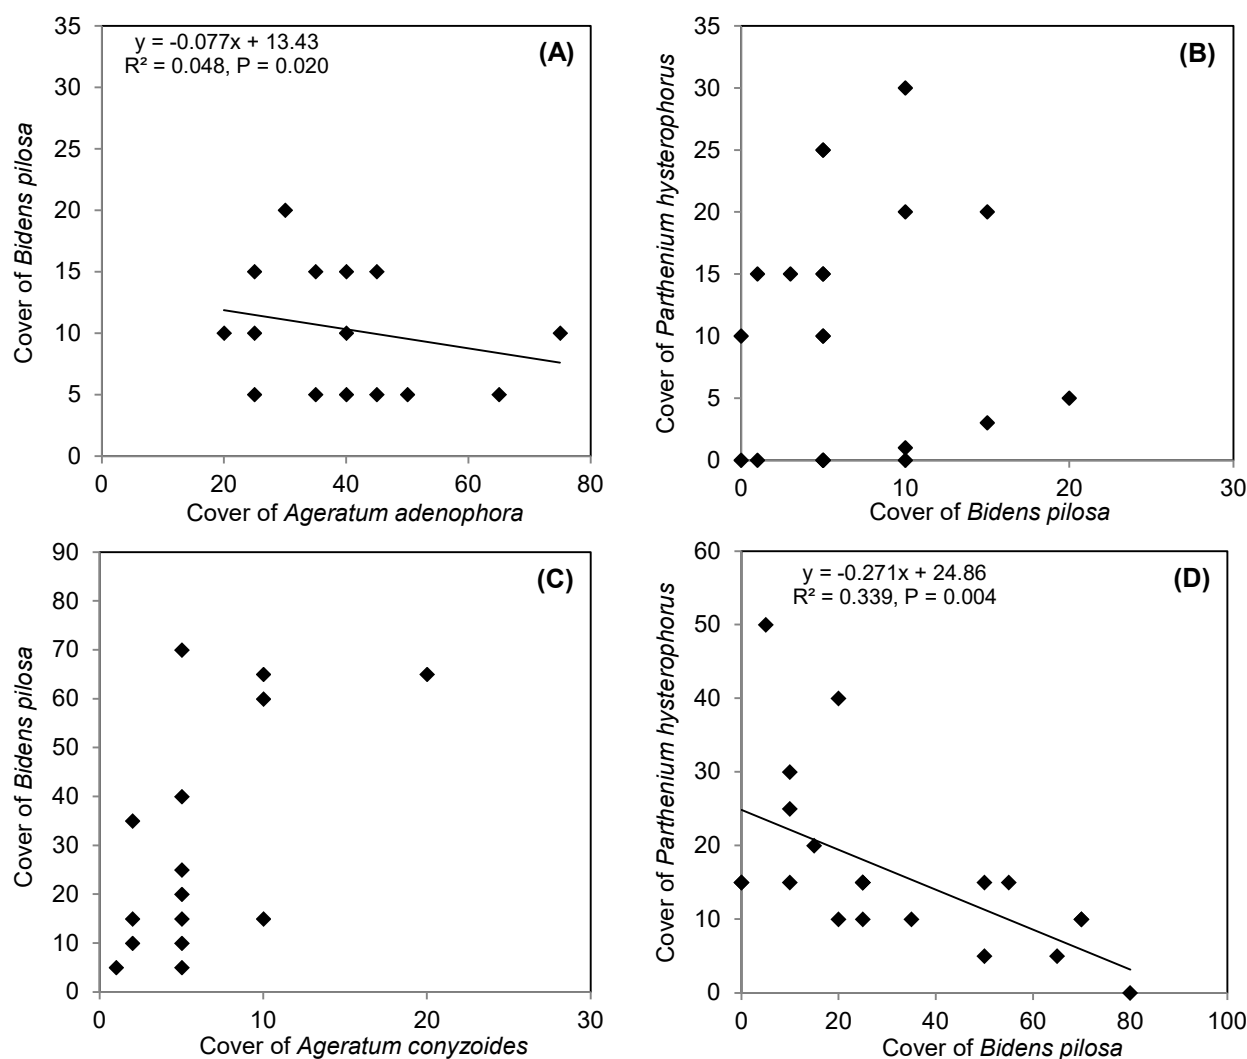 35
30
25
20
15
10
5
0
Cover of Bidens pilosa
y = -0.077x + 13.43
R² = 0.048, P = 0.020
(A)
0 20 40 60 80
Cover of Ageratum adenophora
35
30
25
20
15
10
5
0
Cover of Parthenium hysterophorus
(B)
0 10 20 30
Cover of Bidens pilosa
90
80
70
60
50
40
30
20
10
0
Cover of Bidens pilosa
(C)
0 10 20 30
Cover of Ageratum conyzoides
60
50
40
30
20
10
0
Cover of Parthenium hysterophorus
y = -0.271x + 24.86
R² = 0.339, P = 0.004
(D)
0 20 40 60 80 100
Cover of Bidens pilosa